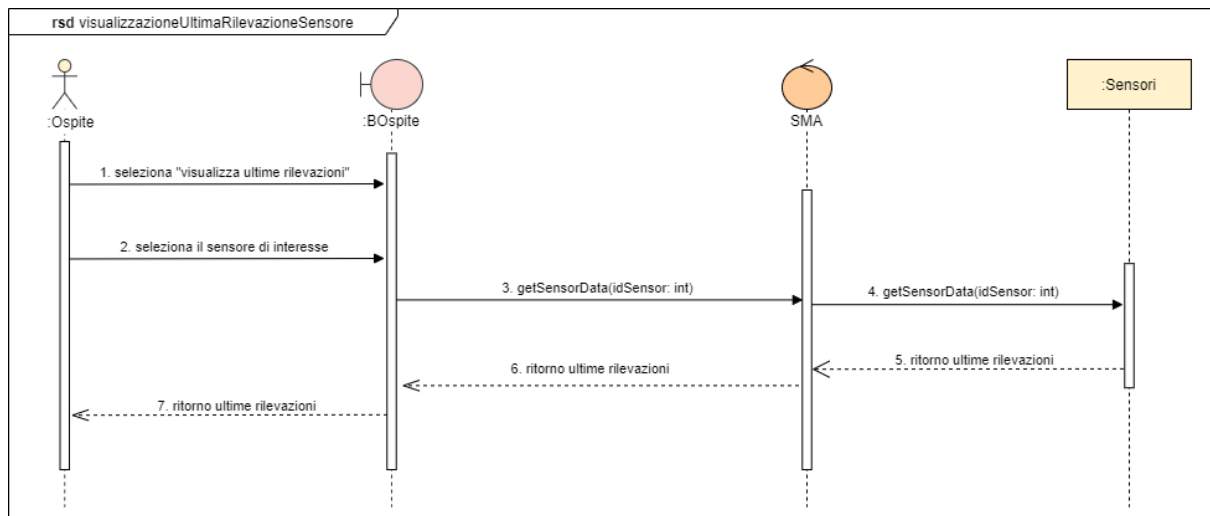 rsd visualizzazioneUltimaRilevazioneSensore
:Ospite
:BOspite
SMA
:Sensori
1. seleziona "visualizza ultime rilevazioni"
2. seleziona il sensore di interesse
3. getSensorData(idSensor: int)
4. getSensorData(idSensor: int)
5. ritorno ultime rilevazioni
6. ritorno ultime rilevazioni
7. ritorno ultime rilevazioni